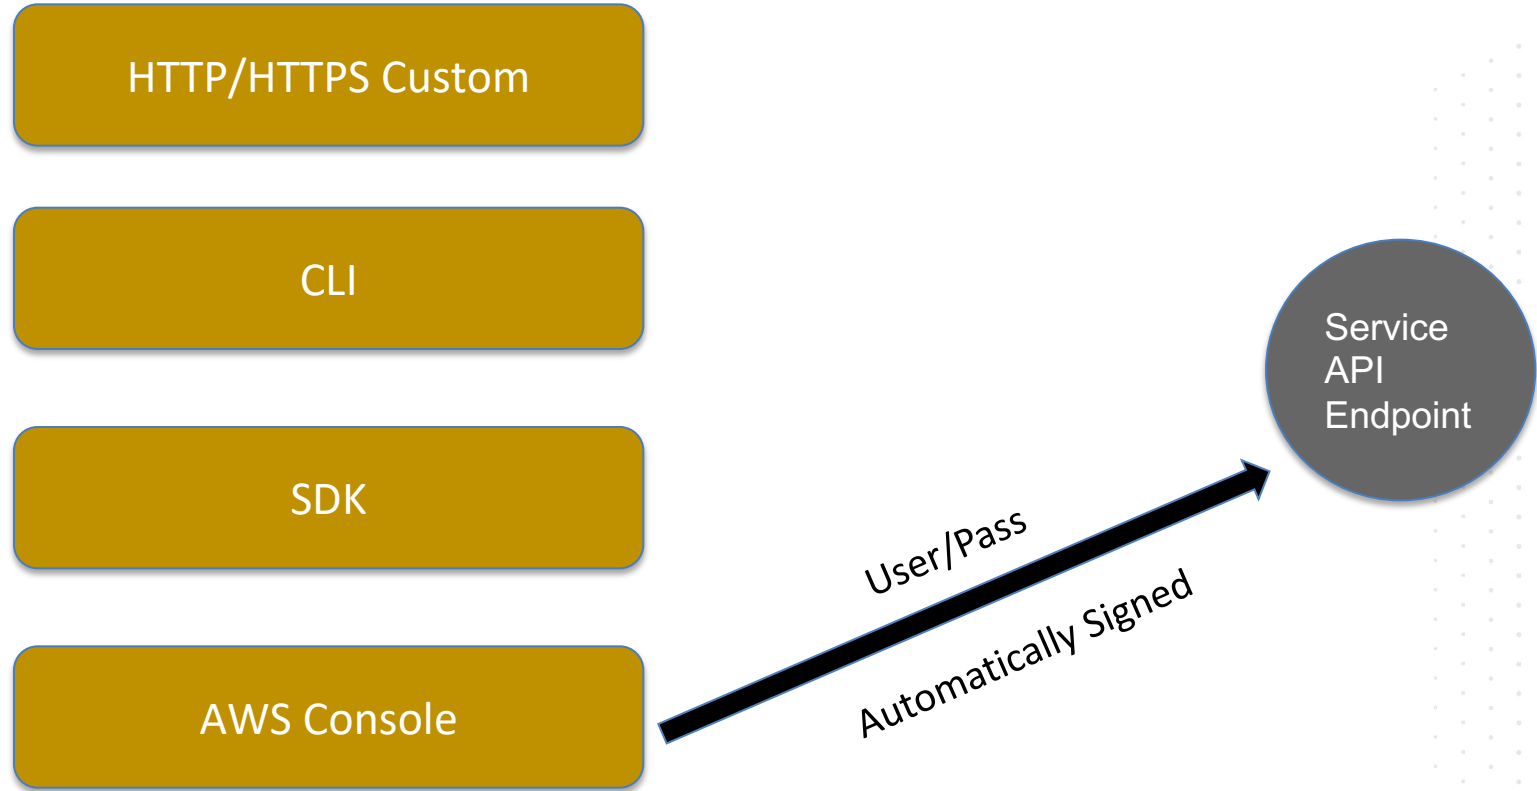 HTTP/HTTPS Custom
CLI
SDK
AWS Console
User/Pass
Automatically Signed
Service
API
Endpoint